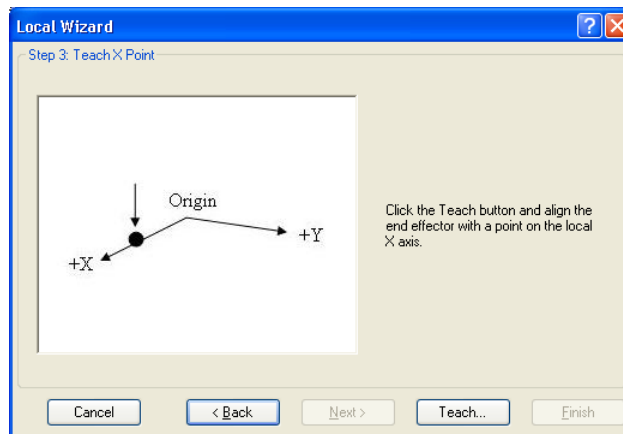 Local Wizard
Step 3: Teach X Point
Origin
+Y
+X
Click the Teach button and align the
end effector with a point on the local
X axis.
Cancel
< Back
Next >
Teach...
Finish